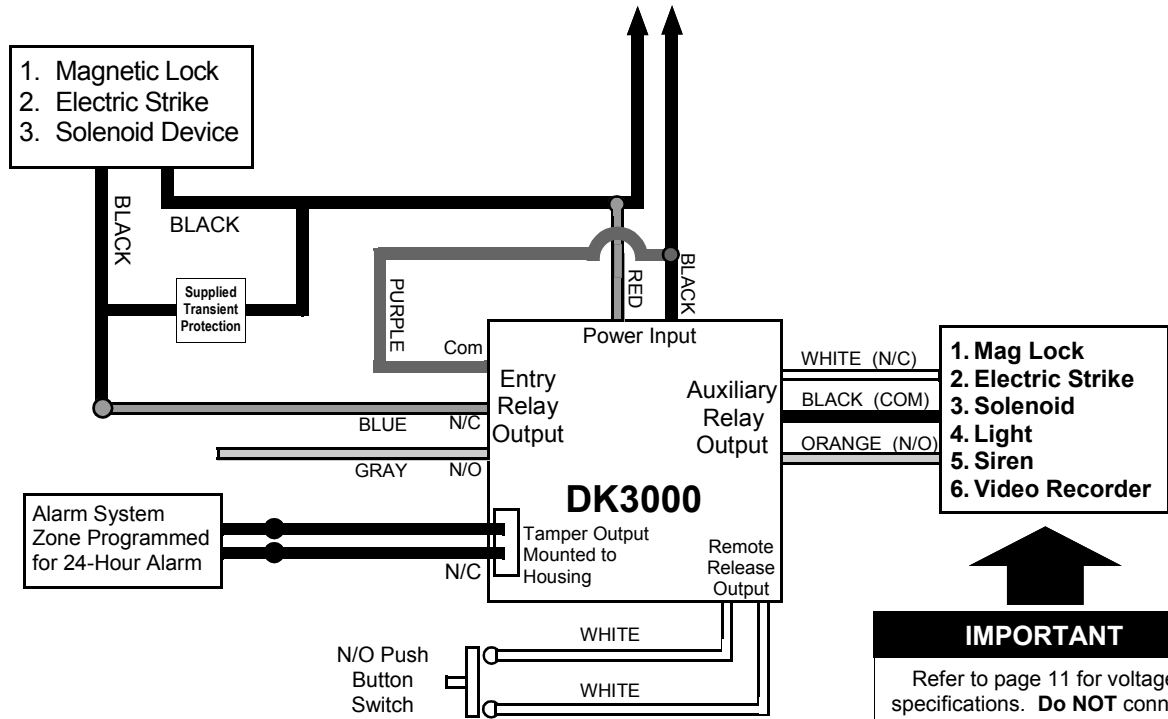 1. Magnetic Lock
2. Electric Strike
3. Solenoid Device
BLACK
BLACK
Supplied
Transient
Protection
PURPLE
RED
BLACK
Com
Power Input
Entry
Relay
Output
BLUE
N/C
GRAY
N/O
Auxiliary
Relay
Output
WHITE (N/C)
BLACK (COM)
ORANGE (N/O)
1. Mag Lock
2. Electric Strike
3. Solenoid
4. Light
5. Siren
6. Video Recorder
DK3000
Alarm System
Zone Programmed
for 24-Hour Alarm
N/C
Tamper Output
Mounted to
Housing
Remote
Release
Output
N/O Push
Button
Switch
WHITE
WHITE
IMPORTANT
Refer to page 11 for voltage
specifications. Do NOT